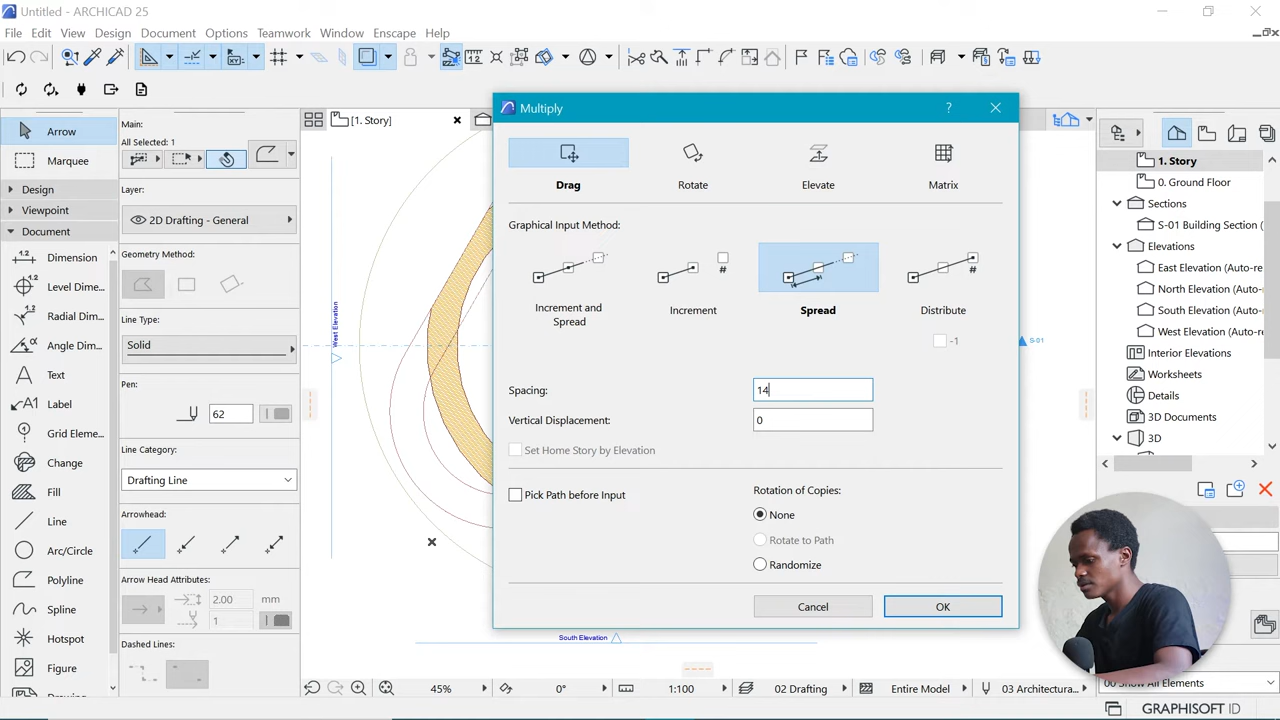 Untitled - ARCHICAD 25
File Edit View Design Document Options Teamwork Window Enscape Help
Main:
All Selected: 1
Arrow
Marquee
Design
Viewpoint
Document
Dimension
Level Dime...
Radial Dim...
Angle Dim...
Text
Label
Grid Eleme...
Change
Fill
Line
Arc/Circle
Polyline
Spline
Hotspot
Figure
Layer:
2D Drafting - General
Geometry Method:
Line Type:
Solid
Pen:
62
Line Category:
Drafting Line
Arrowhead:
Arrow Head Attributes:
2.00 mm
1
Dashed Lines:
[1. Story]
West Elevation
South Elevation
S-01
Multiply
?
Drag
Rotate
Elevate
Matrix
Graphical Input Method:
Increment and Spread
Increment
Spread
Distribute
#
#
-1
Spacing:
14
Vertical Displacement:
0
Set Home Story by Elevation
Pick Path before Input
Rotation of Copies:
None
Rotate to Path
Randomize
Cancel
OK
1. Story
0. Ground Floor
Sections
S-01 Building Section (
Elevations
East Elevation (Auto-re
North Elevation (Auto-
South Elevation (Auto-
West Elevation (Auto-r
Interior Elevations
Worksheets
Details
3D Documents
3D
45%
0°
1:100
02 Drafting
Entire Model
03 Architectura...
00 Show All Elements
GRAPHISOFT ID